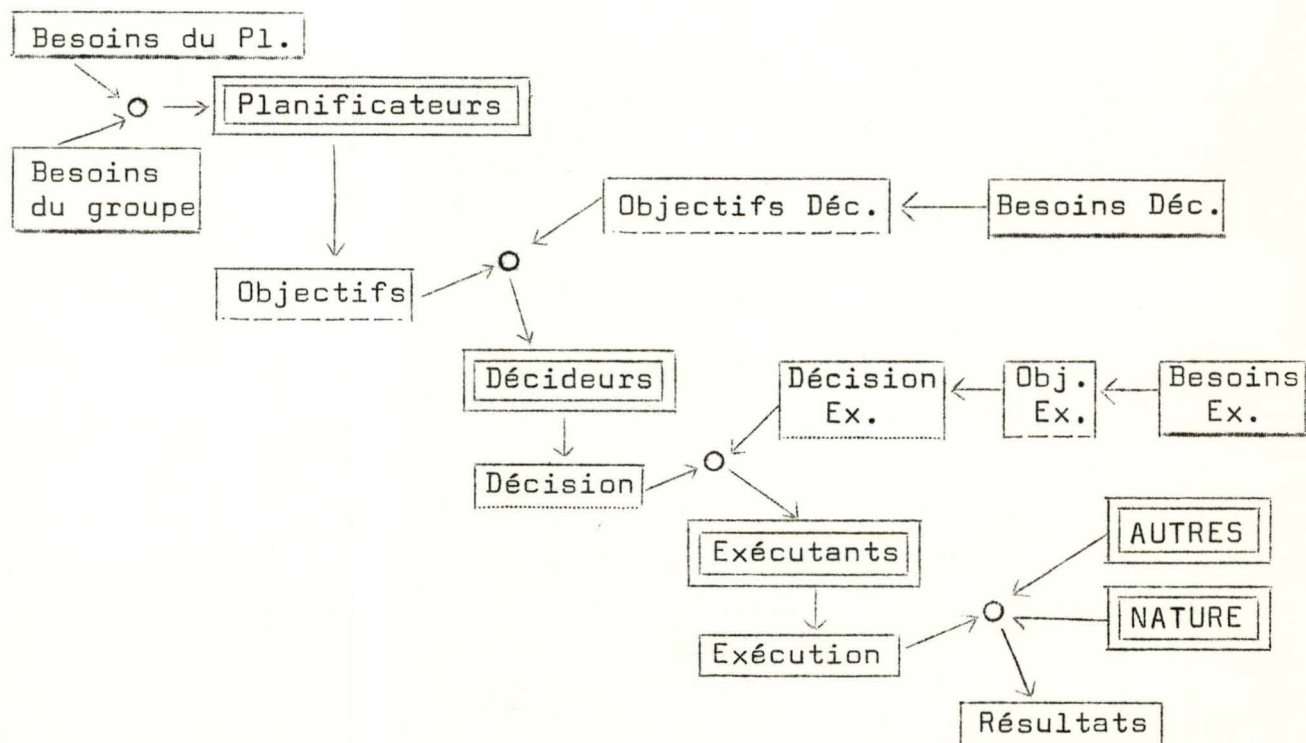 Besoins du Pl.
Planificateurs
Besoins
du groupe
Objectifs Déc.
Besoins Déc.
Objectifs
Décideurs
Décision
Ex.
Obj.
Ex.
Besoins
Ex.
Décision
Exécutants
AUTRES
NATURE
Exécution
Résultats